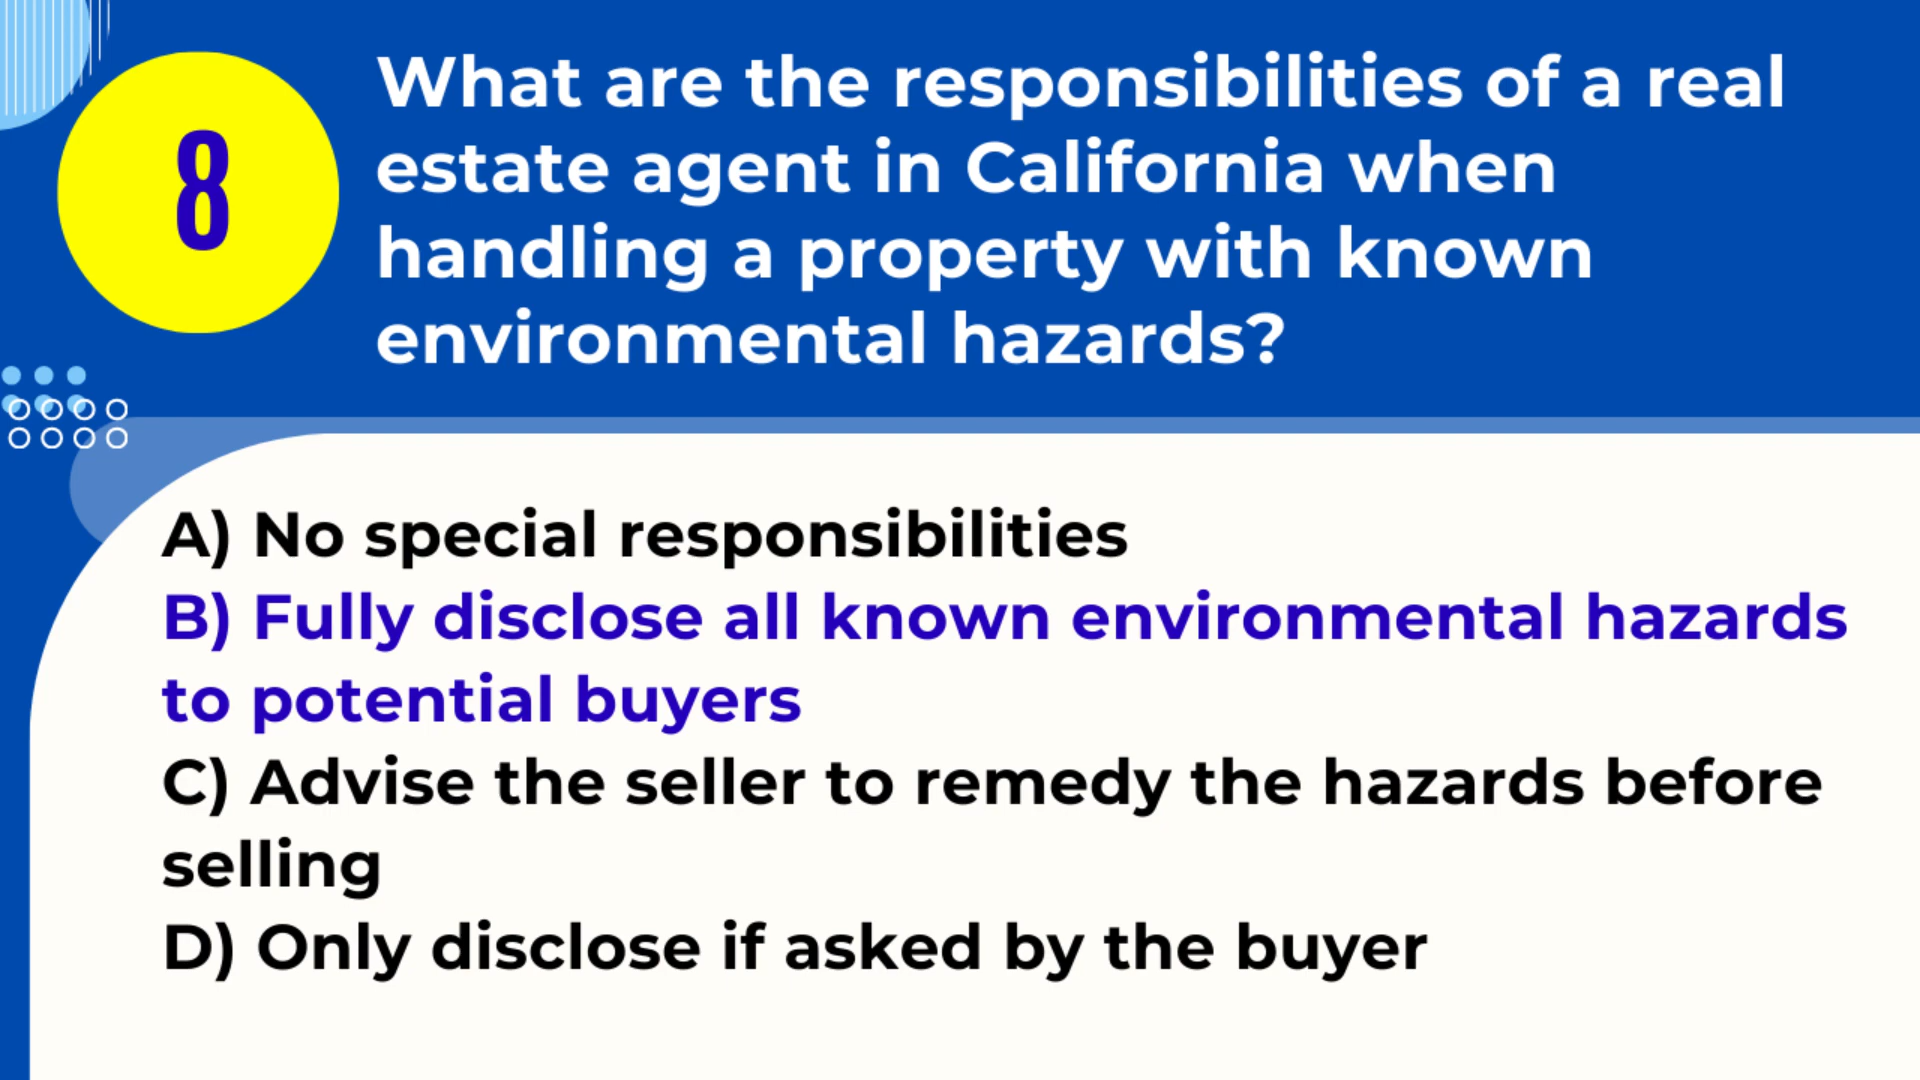 8
What are the responsibilities of a real
estate agent in California when
handling a property with known
environmental hazards?
A) No special responsibilities
B) Fully disclose all known environmental hazards
to potential buyers
C) Advise the seller to remedy the hazards before
selling
D) Only disclose if asked by the buyer